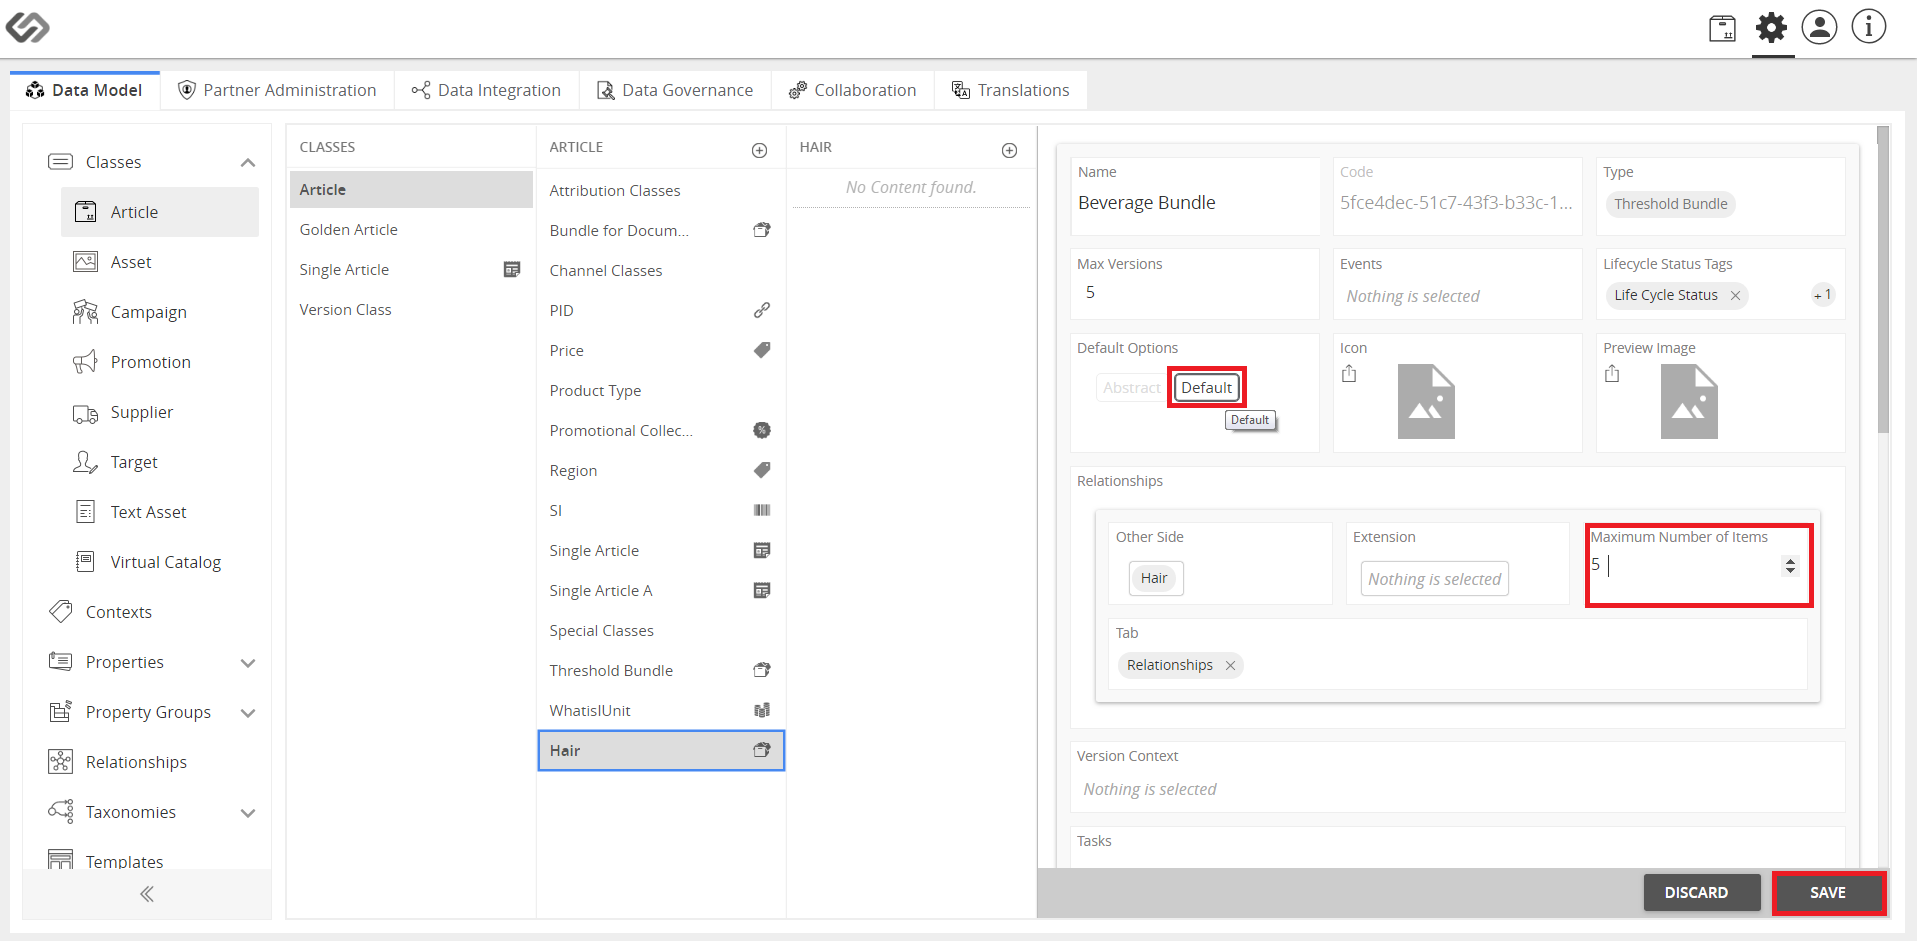 Data Model
Partner Administration
Data Integration
Data Governance
Collaboration
Translations
Classes
Article
Asset
Campaign
Promotion
Supplier
Target
Text Asset
Virtual Catalog
Contexts
Properties
Property Groups
Relationships
Taxonomies
Templates
CLASSES
Article
Golden Article
Single Article
Version Class
ARTICLE
Attribution Classes
Bundle for Docum...
Channel Classes
PID
Price
Product Type
Promotional Collec...
Region
SI
Single Article
Single Article A
Special Classes
Threshold Bundle
WhatisIUnit
Hair
HAIR
No Content found.
Name
Beverage Bundle
Code
5fce4dec-51c7-43f3-b33c-1...
Type
Threshold Bundle
Max Versions
5
Events
Nothing is selected
Lifecycle Status Tags
Life Cycle Status
+1
Default Options
Abstract
Default
Default
Icon
Preview Image
Relationships
Other Side
Hair
Extension
Nothing is selected
Maximum Number of Items
5
Tab
Relationships
Version Context
Nothing is selected
Tasks
DISCARD
SAVE